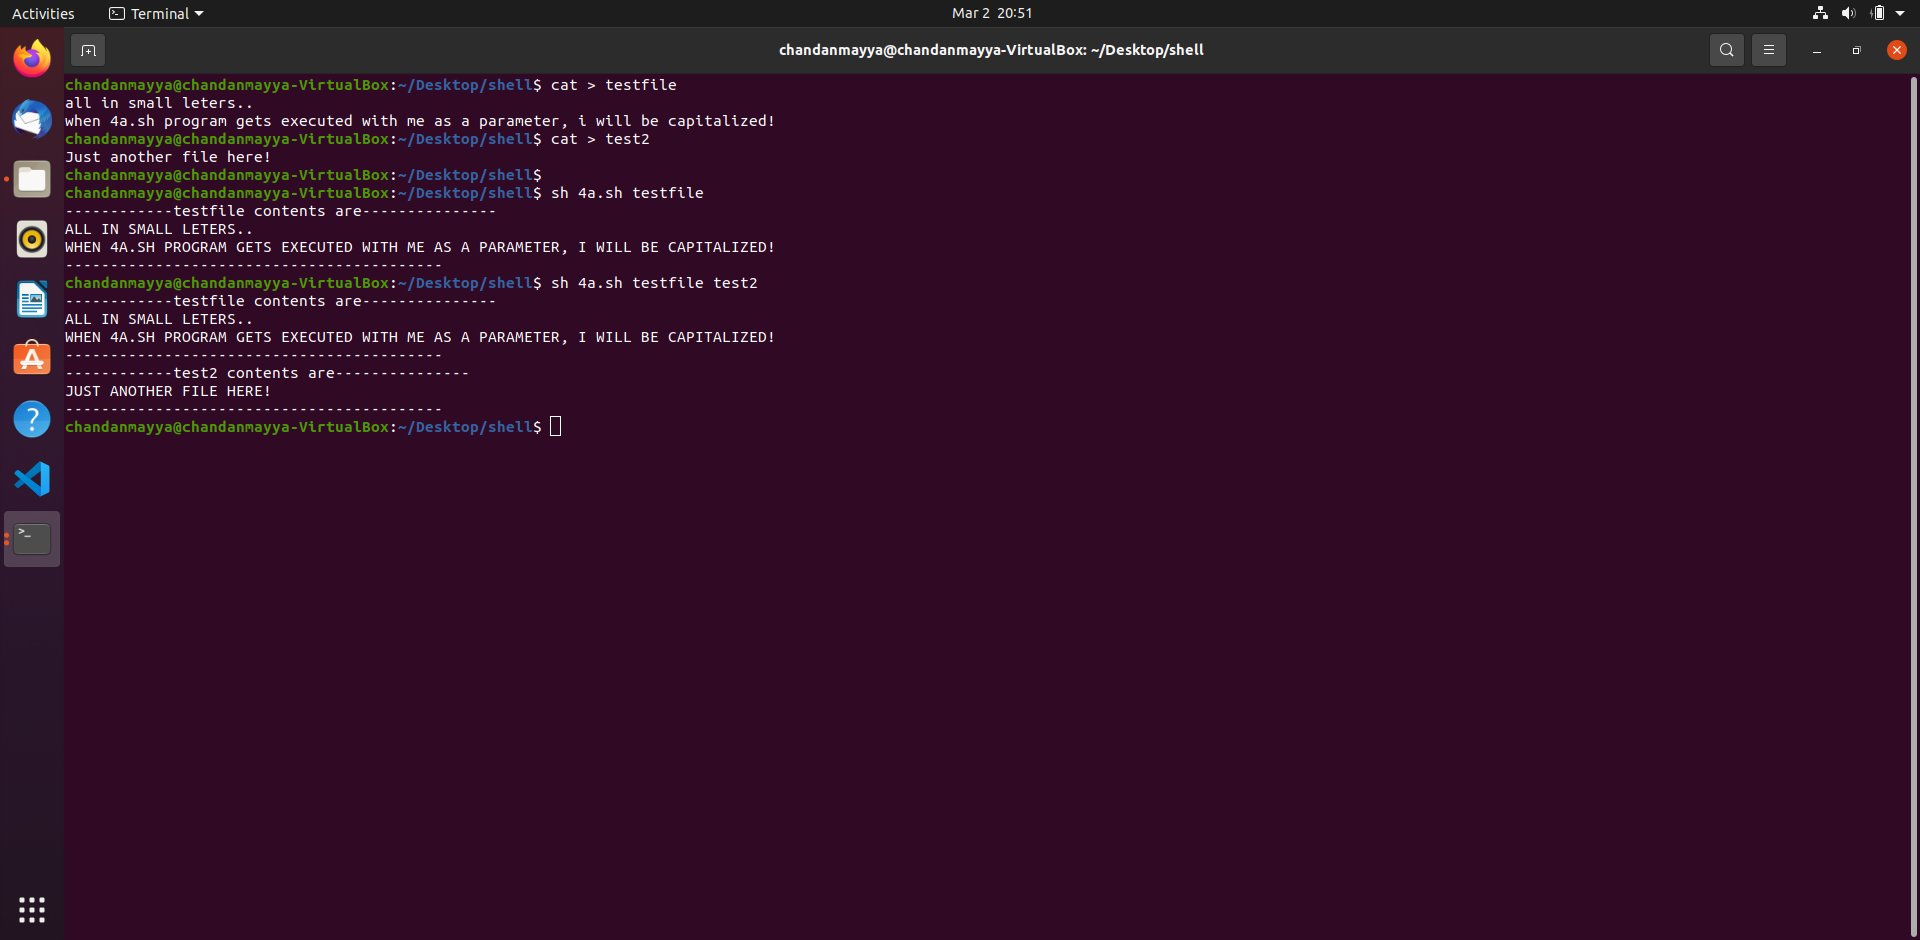 Activities Terminal Mar 2 20:51
chandanmayya@chandanmayya-VirtualBox: ~/Desktop/shell
chandanmayya@chandanmayya-VirtualBox:~/Desktop/shell$ cat > testfile
all in small leters..
when 4a.sh program gets executed with me as a parameter, i will be capitalized!
chandanmayya@chandanmayya-VirtualBox:~/Desktop/shell$ cat > test2
Just another file here!
chandanmayya@chandanmayya-VirtualBox:~/Desktop/shell$
chandanmayya@chandanmayya-VirtualBox:~/Desktop/shell$ sh 4a.sh testfile
------------testfile contents are---------------
ALL IN SMALL LETERS..
WHEN 4A.SH PROGRAM GETS EXECUTED WITH ME AS A PARAMETER, I WILL BE CAPITALIZED!
------------------------------------------
chandanmayya@chandanmayya-VirtualBox:~/Desktop/shell$ sh 4a.sh testfile test2
------------testfile contents are---------------
ALL IN SMALL LETERS..
WHEN 4A.SH PROGRAM GETS EXECUTED WITH ME AS A PARAMETER, I WILL BE CAPITALIZED!
------------------------------------------
------------test2 contents are---------------
JUST ANOTHER FILE HERE!
------------------------------------------
chandanmayya@chandanmayya-VirtualBox:~/Desktop/shell$